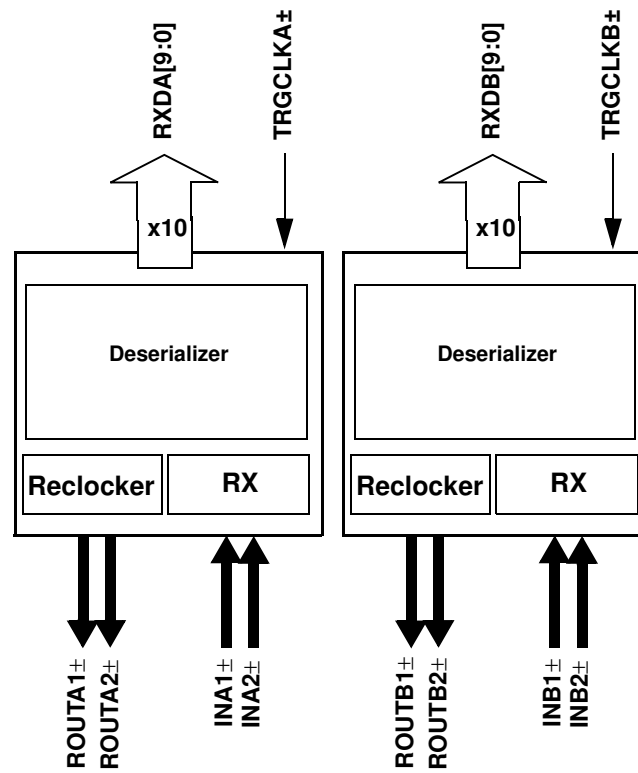 RXDA[9:0]
TRGCLKA±
RXDB[9:0]
TRGCLKB±
x10
x10
Deserializer
Deserializer
Reclocker
RX
Reclocker
RX
ROUTA1±
ROUTA2±
INA1±
INA2±
ROUTB1±
ROUTB2±
INB1±
INB2±